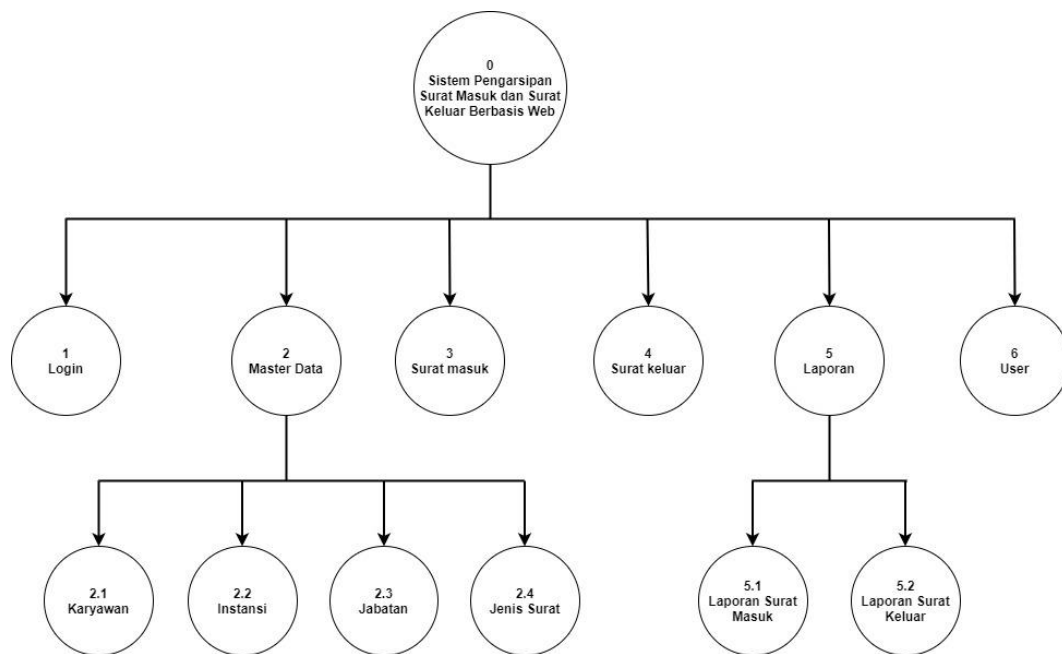 0
Sistem Pengarsipan
Surat Masuk dan Surat
Keluar Berbasis Web
1
Login
2
Master Data
3
Surat masuk
4
Surat keluar
5
Laporan
6
User
2.1
Karyawan
2.2
Instansi
2.3
Jabatan
2.4
Jenis Surat
5.1
Laporan Surat
Masuk
5.2
Laporan Surat
Keluar